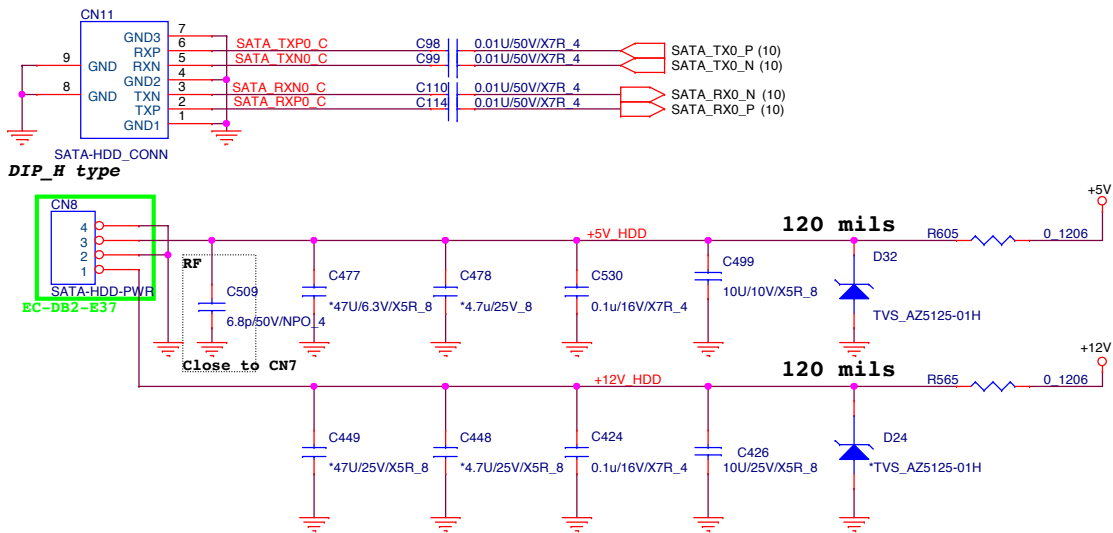 CN11
GND3 7
RXP 6 SATA_TXP0_C C98 0.01U/50V/X7R_4 SATA_TX0_P (10)
9 GND RXN 5 SATA_TXN0_C C99 0.01U/50V/X7R_4 SATA_TX0_N (10)
GND2 4
8 GND TXN 3 SATA_RXN0_C C110 0.01U/50V/X7R_4 SATA_RX0_N (10)
TXP 2 SATA_RXP0_C C114 0.01U/50V/X7R_4 SATA_RX0_P (10)
GND1 1
SATA-HDD_CONN
DIP_H type
CN8
4
3
2
1
SATA-HDD-PWR
EC-DB2-E37
+5V_HDD
120 mils
R605 0_1206
+5V
RF
C509
6.8p/50V/NPO_4
Close to CN7
C477
*47U/6.3V/X5R_8
C478
*4.7u/25V_8
C530
0.1u/16V/X7R_4
C499
10U/10V/X5R_8
D32
TVS_AZ5125-01H
+12V_HDD
120 mils
R565 0_1206
+12V
C449
*47U/25V/X5R_8
C448
*4.7U/25V/X5R_8
C424
0.1u/16V/X7R_4
C426
10U/25V/X5R_8
D24
*TVS_AZ5125-01H